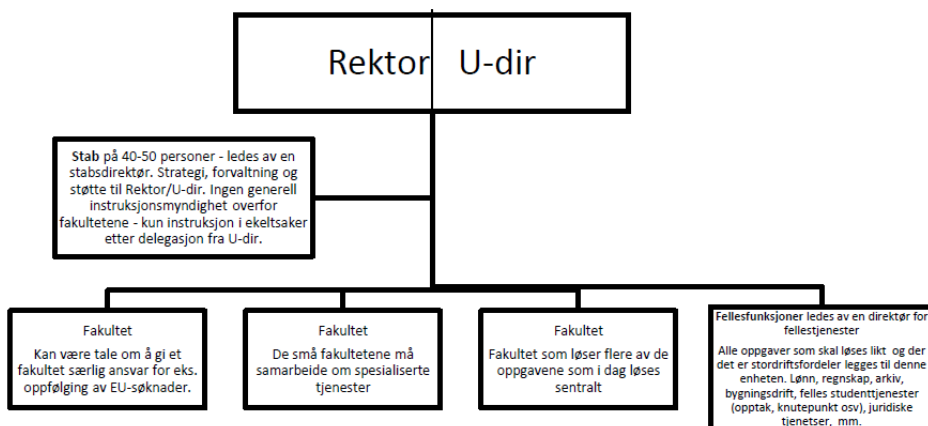 Rektor U-dir
Stab på 40-50 personer - ledes av en
stabsdirektør. Strategi, forvaltning og
støtte til Rektor/U-dir. Ingen generell
instruksjonsmyndighet overfor
fakultetene - kun instruksjon i ekeltsaker
etter delegasjon fra U-dir.
Fakultet
Kan være tale om å gi et
fakultet særlig ansvar for eks.
oppfølging av EU-søknader.
Fakultet
De små fakultetene må
samarbeide om spesialiserte
tjenester
Fakultet
Fakultet som løser flere av de
oppgavene som i dag løses
sentralt
Fellesfunksjoner ledes av en direktør for
fellestjenester
Alle oppgaver som skal løses likt og der
det er stordriftsfordeler legges til denne
enheten. Lønn, regnskap, arkiv,
bygningsdrift, felles studenttjenester
(opptak, knutepunkt osv), juridiske
tjenetser, mm.